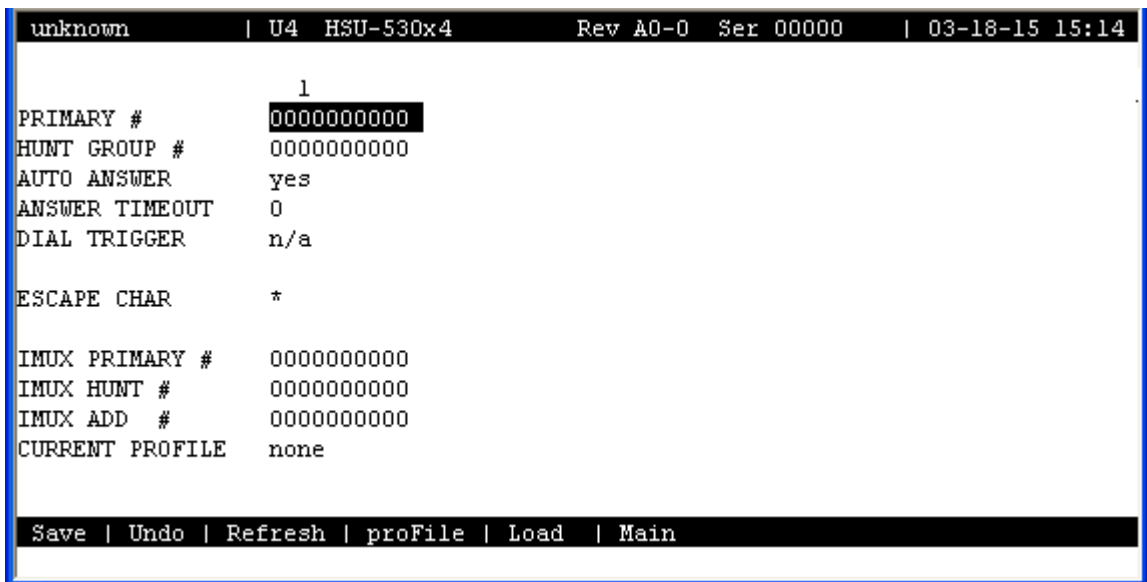 unknown | U4 HSU-530x4 Rev A0-0 Ser 00000 | 03-18-15 15:14
1
PRIMARY # 0000000000
HUNT GROUP # 0000000000
AUTO ANSWER yes
ANSWER TIMEOUT 0
DIAL TRIGGER n/a
ESCAPE CHAR *
IMUX PRIMARY # 0000000000
IMUX HUNT # 0000000000
IMUX ADD # 0000000000
CURRENT PROFILE none
Save | Undo | Refresh | proFile | Load | Main